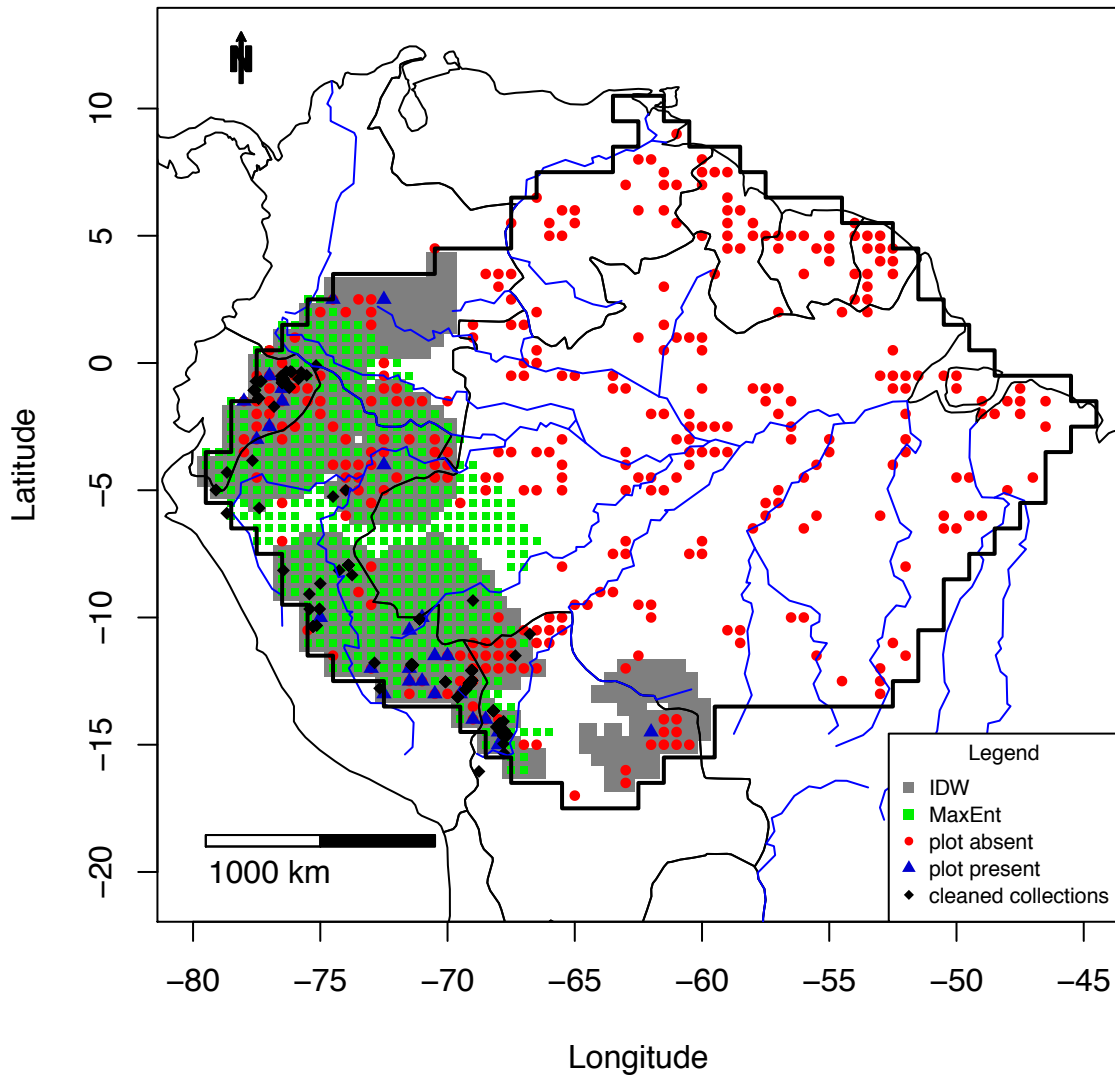 N
10
5
0
−5
−10
−15
−20
Latitude
1000 km
Legend
IDW
MaxEnt
plot absent
plot present
cleaned collections
−80
−75
−70
−65
−60
−55
−50
−45
Longitude